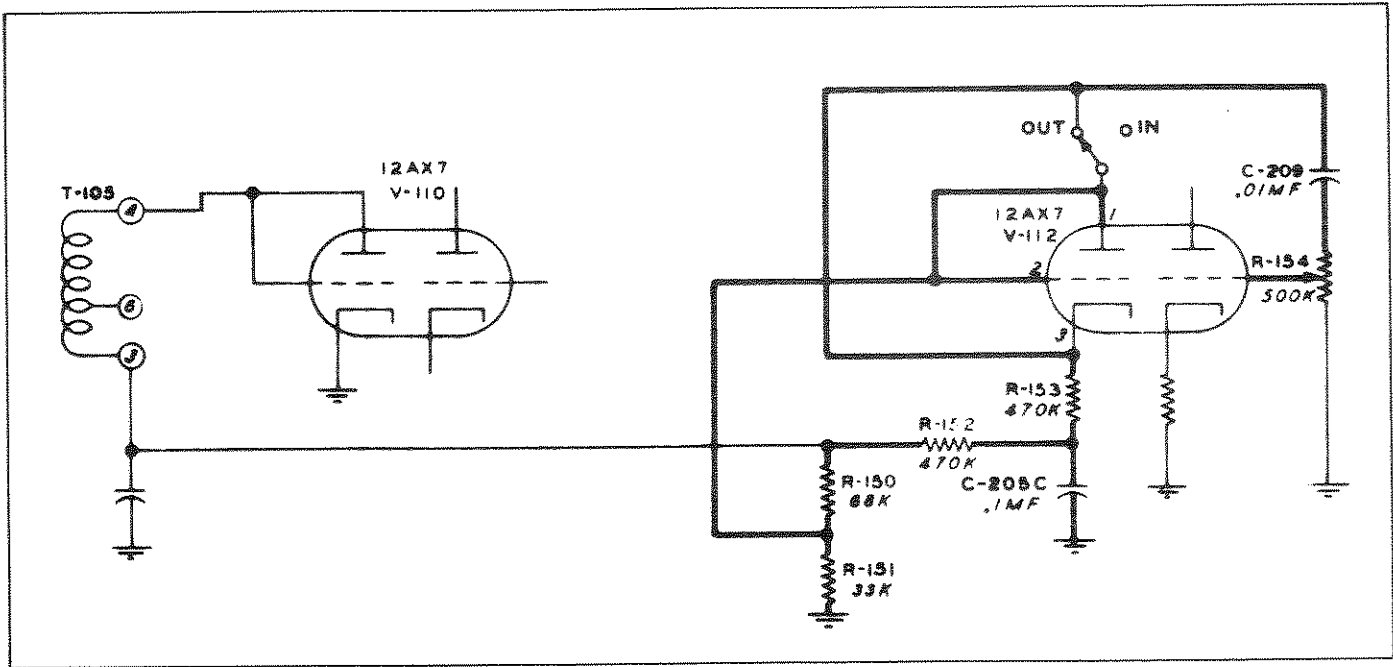 T-105
4
6
3
12AX7
V-110
OUT
IN
C-209
.01MF
12AX7
V-112
1
2
3
R-154
500K
R-153
470K
R-152
470K
R-150
68K
C-205C
.1MF
R-151
33K